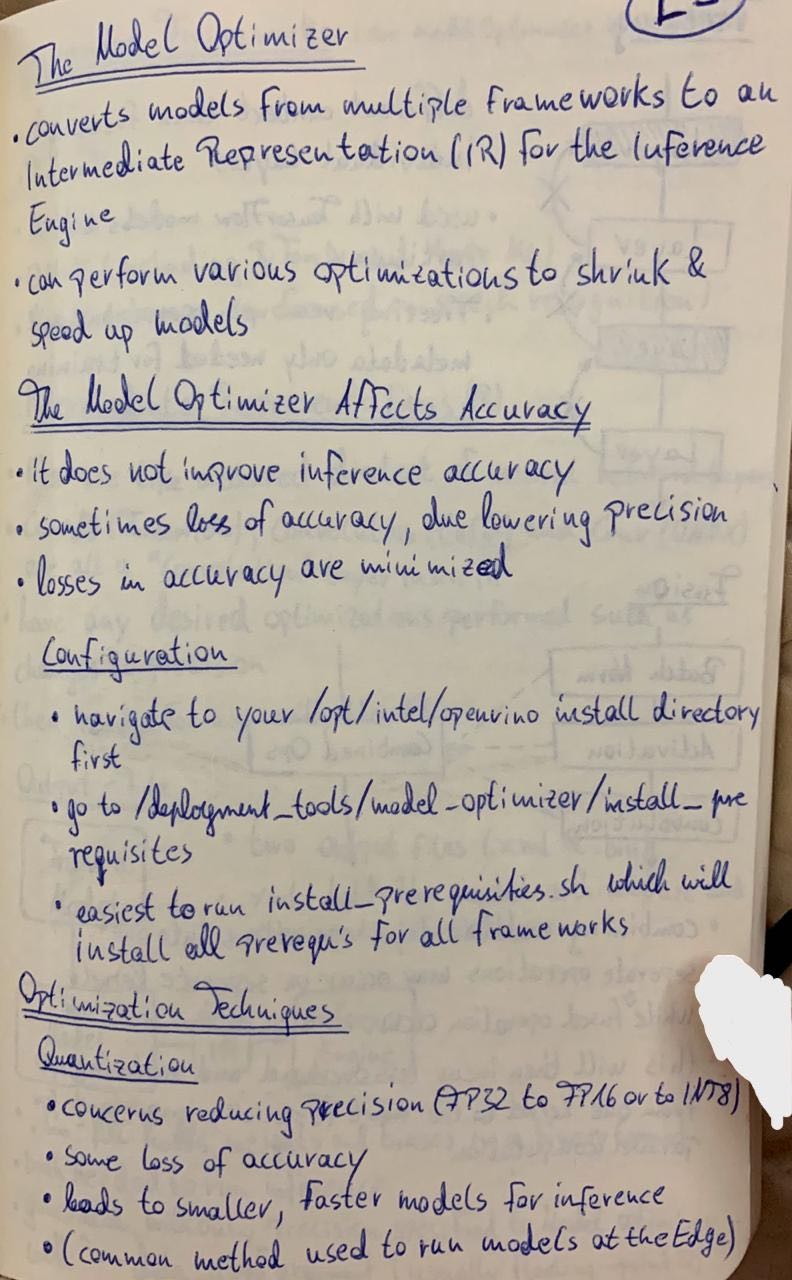 The Model Optimizer
• converts models from multiple frameworks to an
Intermediate Representation (IR) for the Inference
Engine
• can perform various optimizations to shrink &
speed up models
The Model Optimizer Affects Accuracy
• it does not improve inference accuracy
• sometimes loss of accuracy, due lowering precision
• losses in accuracy are minimized
Configuration
• navigate to your /opt/intel/openvino install directory
first
• go to /deployment_tools/model_optimizer/install_pre
requisites
• easiest to run install_prerequisities.sh which will
install all prerequ's for all frameworks
Optimization Techniques
Quantization
• concerns reducing precision (FP32 to FP16 or to INT8)
• some loss of accuracy
• leads to smaller, faster models for inference
• (common method used to run models at the Edge)